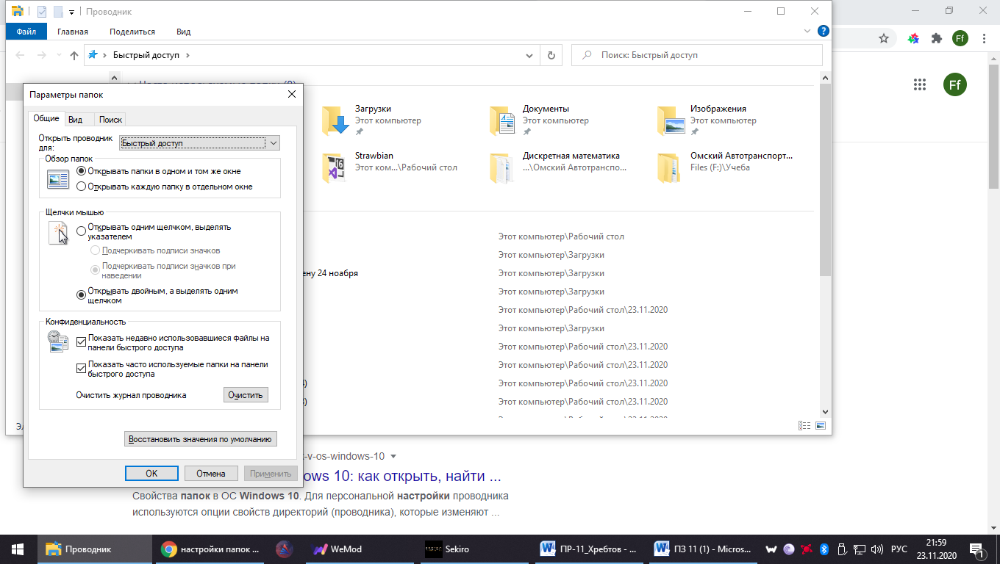 Проводник
Файл
Главная
Поделиться
Вид
Быстрый доступ
Поиск: Быстрый доступ
Ff
Параметры папок
Общие
Вид
Поиск
Открыть проводник
для:
Быстрый доступ
Обзор папок
Открывать папки в одном и том же окне
Открывать каждую папку в отдельном окне
Щелчки мышью
Открывать одним щелчком, выделять
указателем
Подчеркивать подписи значков
Подчеркивать подписи значков при
наведении
Открывать двойным, а выделять одним
щелчком
Конфиденциальность
Показать недавно использовавшиеся файлы на
панели быстрого доступа
Показать часто используемые папки на панели
быстрого доступа
Очистить журнал проводника
Очистить
Восстановить значения по умолчанию
OK
Отмена
Применить
Загрузки
Этот компьютер
Документы
Этот компьютер
Изображения
Этот компьютер
Strawbian
Этот ком...\Рабочий стол
Дискретная математика
...\Омский Автотранспо...
Омский Автотранспорт...
Files (F:)\Учеба
Этот компьютер\Рабочий стол
Этот компьютер\Загрузки
ену 24 ноября
Этот компьютер\Загрузки
Этот компьютер\Загрузки
Этот компьютер\Рабочий стол\23.11.2020
Этот компьютер\Загрузки
Этот компьютер\Рабочий стол\23.11.2020
Этот компьютер\Рабочий стол\23.11.2020
Этот компьютер\Рабочий стол\23.11.2020
Этот компьютер\Рабочий стол\23.11.2020
Ff
-v-os-windows-10
ows 10: как открыть, найти ...
Свойства папок в ОС Windows 10. Для персональной настройки проводника
используются опции свойств директорий (проводника), которые изменяют ...
Проводник
настройки папок ...
WeMod
Sekiro
ПР-11_Хребтов - ...
ПЗ 11 (1) - Micros...
РУС
21:59
23.11.2020
1